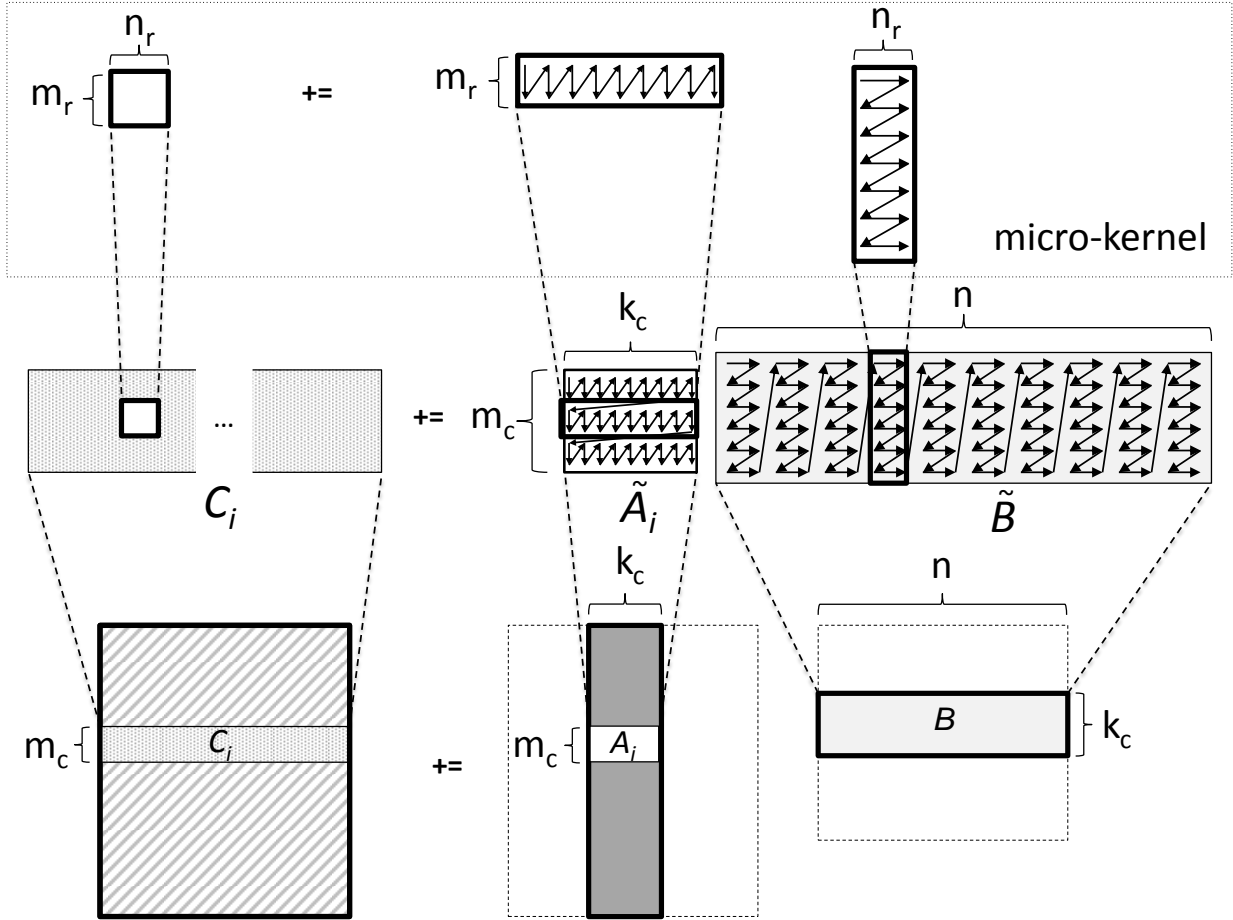 n_r n_r
m_r += m_r
micro-kernel
k_c n
m_c
... +=
C_i Ã_i B̃
k_c n
m_c C_i += m_c A_i B k_c